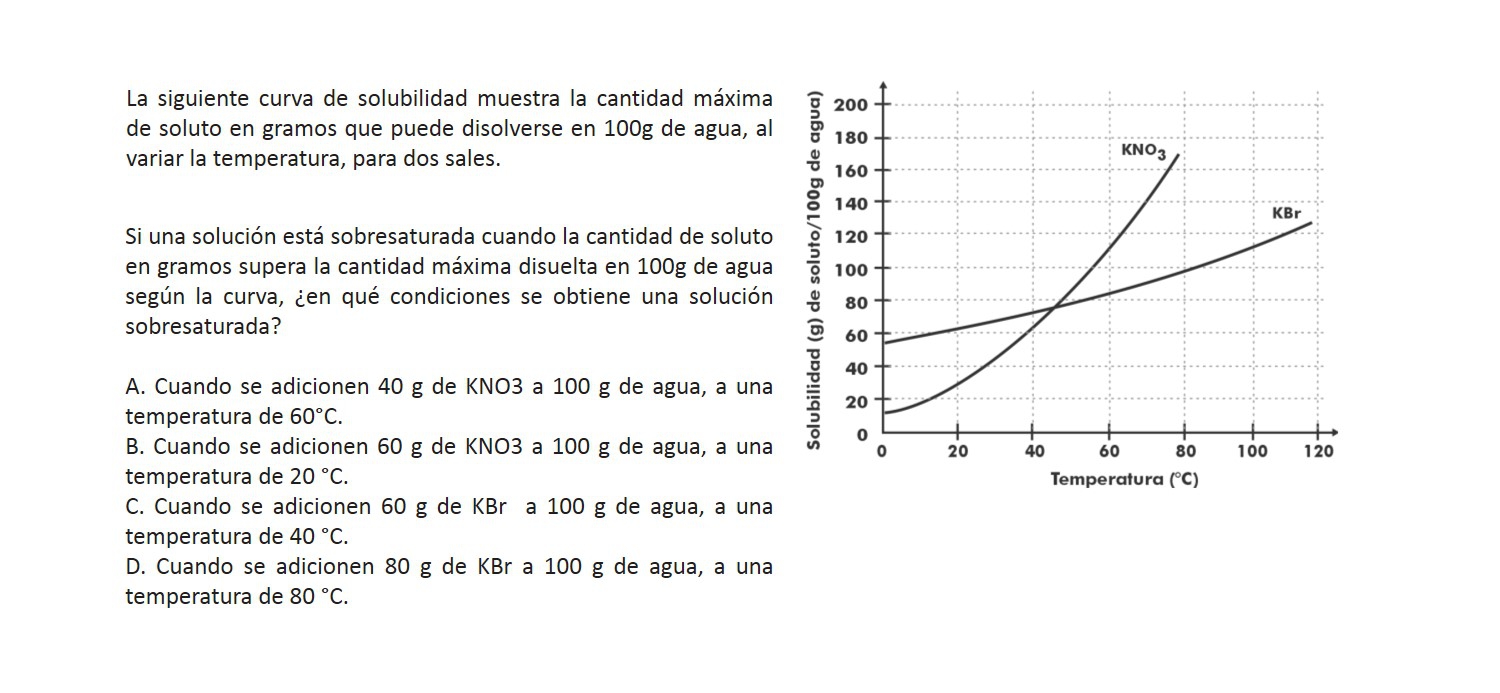 La siguiente curva de solubilidad muestra la cantidad máxima
de soluto en gramos que puede disolverse en 100g de agua, al
variar la temperatura, para dos sales.
Si una solución está sobresaturada cuando la cantidad de soluto
en gramos supera la cantidad máxima disuelta en 100g de agua
según la curva, ¿en qué condiciones se obtiene una solución
sobresaturada?
A. Cuando se adicionen 40 g de KNO3 a 100 g de agua, a una
temperatura de 60°C.
B. Cuando se adicionen 60 g de KNO3 a 100 g de agua, a una
temperatura de 20 °C.
C. Cuando se adicionen 60 g de KBr a 100 g de agua, a una
temperatura de 40 °C.
D. Cuando se adicionen 80 g de KBr a 100 g de agua, a una
temperatura de 80 °C.
Solubilidad (g) de soluto/100g de agua)
200
180
160
140
120
100
80
60
40
20
0
KNO3
KBr
0 20 40 60 80 100 120
Temperatura (°C)